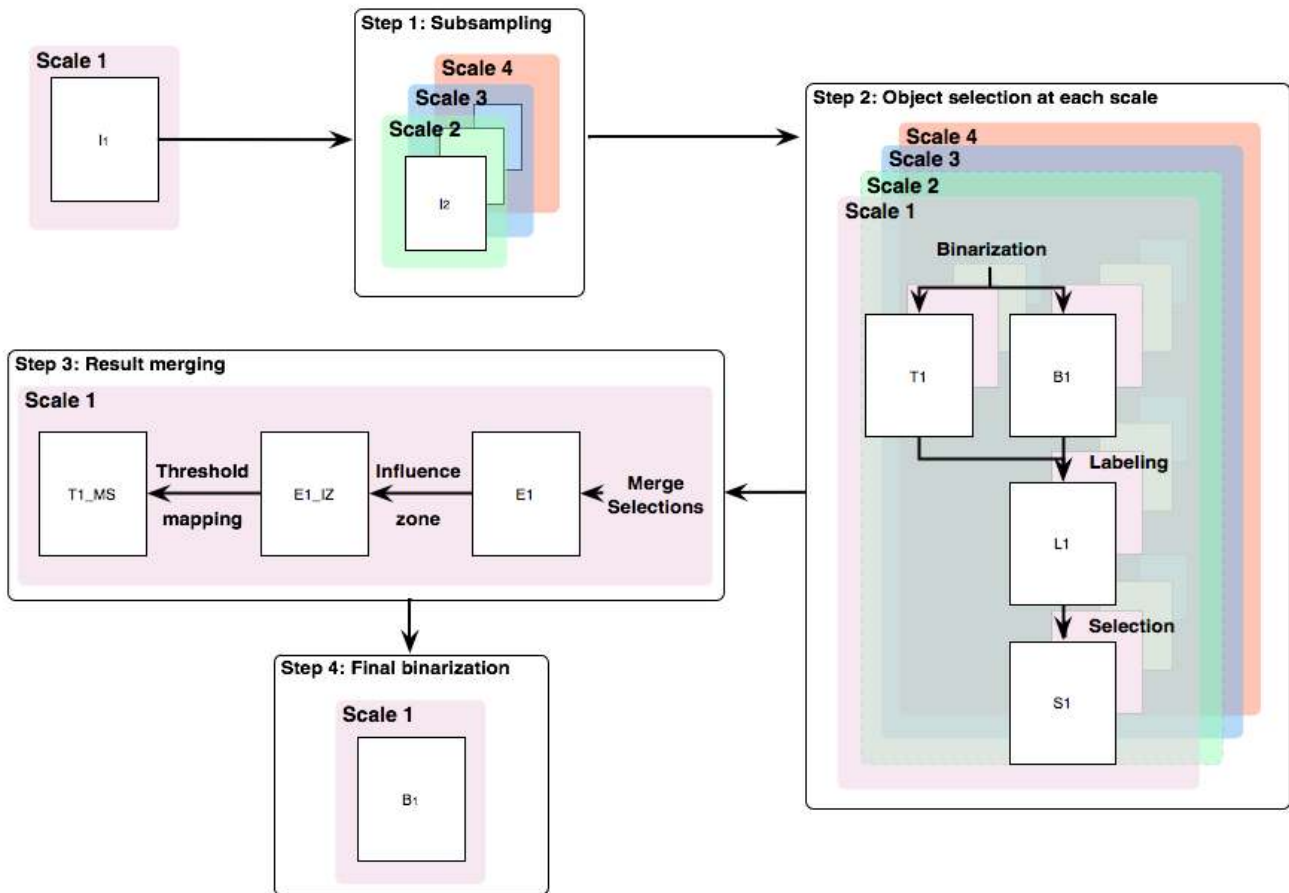 Scale 1
I1
Step 1: Subsampling
Scale 4
Scale 3
Scale 2
I2
Step 2: Object selection at each scale
Scale 4
Scale 3
Scale 2
Scale 1
Binarization
T1
B1
Labeling
L1
Selection
S1
Step 3: Result merging
Scale 1
T1_MS
Threshold
mapping
E1_IZ
Influence
zone
E1
Merge
Selections
Step 4: Final binarization
Scale 1
B1